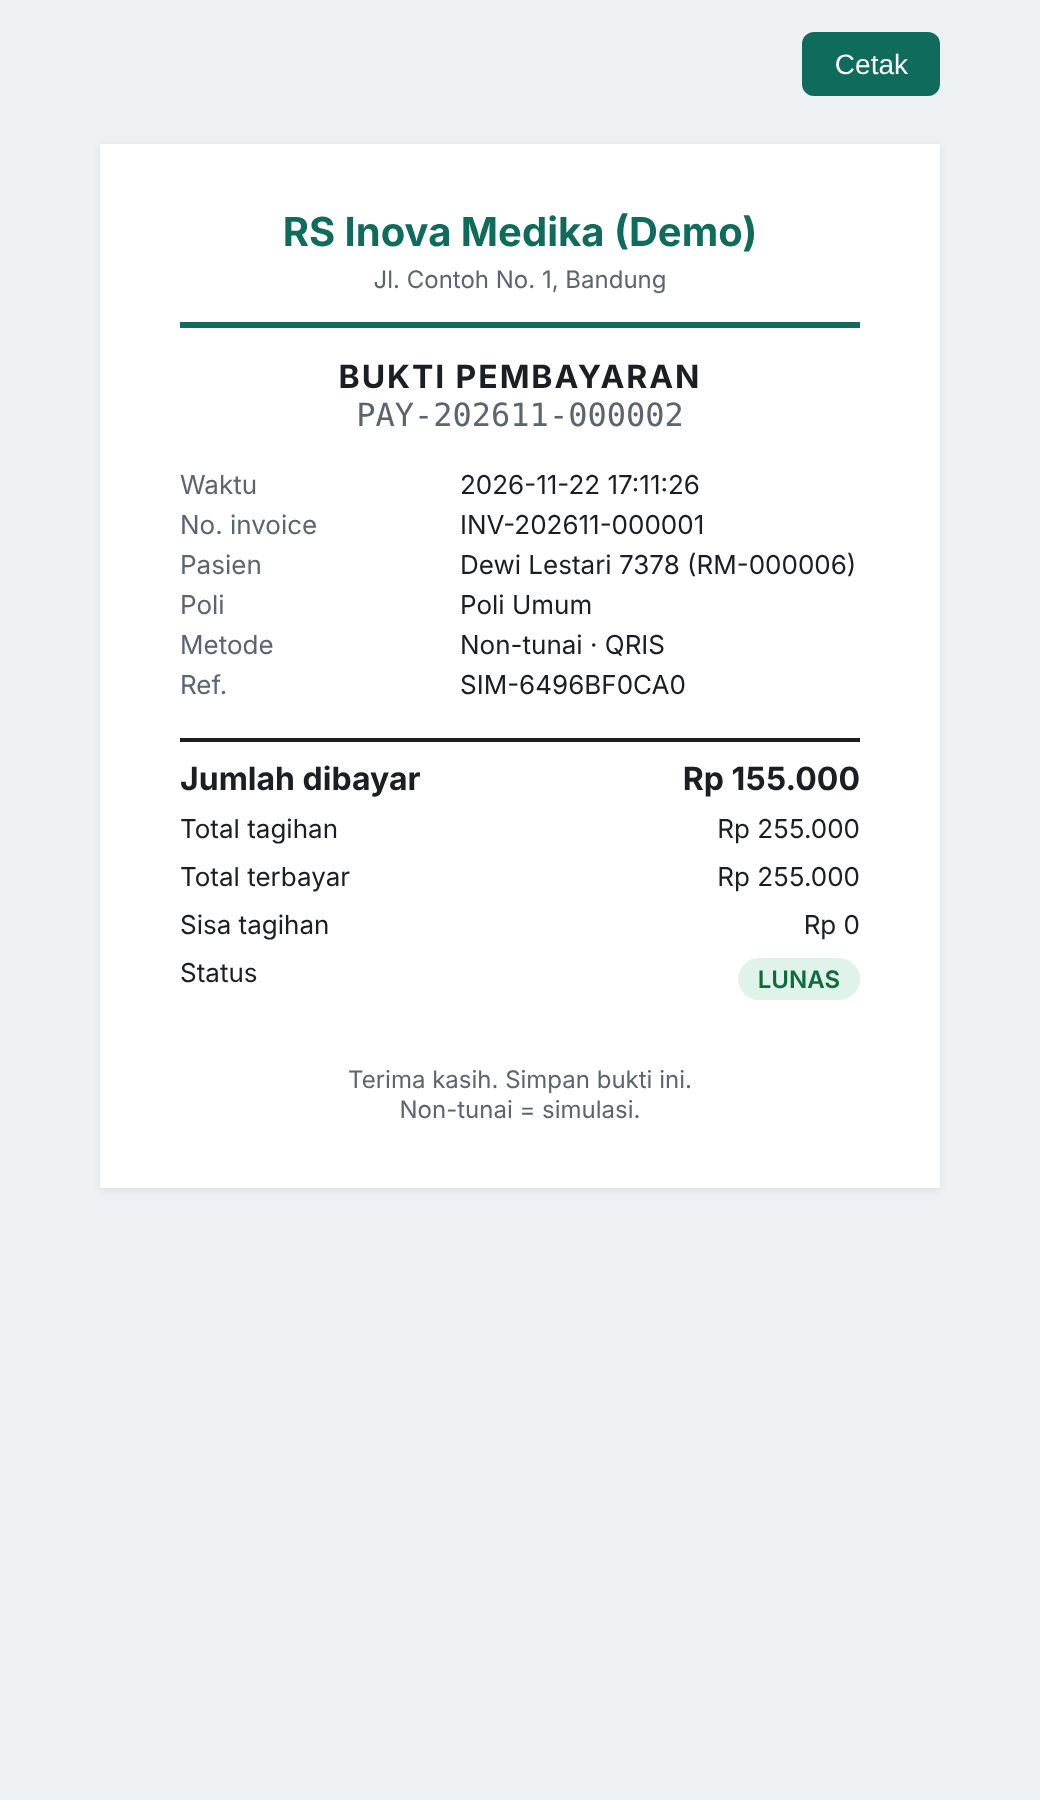 Cetak
RS Inova Medika (Demo)
Jl. Contoh No. 1, Bandung
BUKTI PEMBAYARAN
PAY-202611-000002
Waktu 2026-11-22 17:11:26
No. invoice INV-202611-000001
Pasien Dewi Lestari 7378 (RM-000006)
Poli Poli Umum
Metode Non-tunai · QRIS
Ref. SIM-6496BF0CA0
Jumlah dibayar Rp 155.000
Total tagihan Rp 255.000
Total terbayar Rp 255.000
Sisa tagihan Rp 0
Status LUNAS
Terima kasih. Simpan bukti ini.
Non-tunai = simulasi.